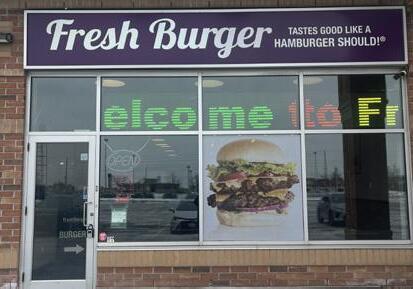 Fresh Burger
TASTES GOOD LIKE A
HAMBURGER SHOULD!®
elcome to Fr
OPEN
BURGER